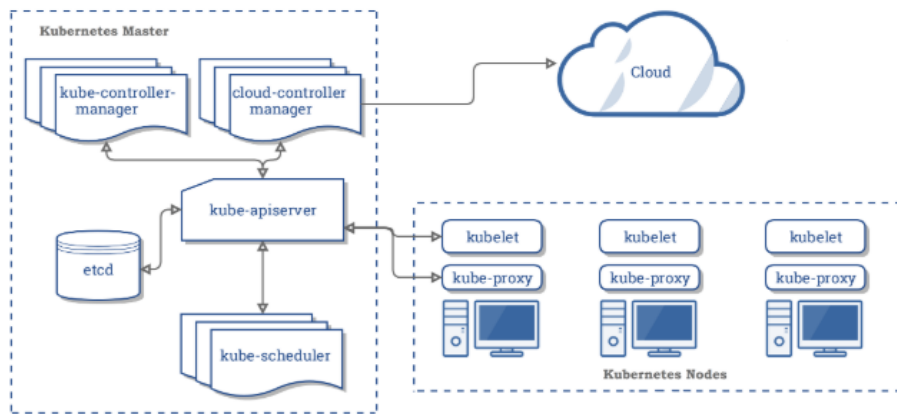 Kubernetes Master
kube-controller-
manager
cloud-controller
manager
Cloud
kube-apiserver
etcd
kube-scheduler
kubelet
kubelet
kubelet
kube-proxy
kube-proxy
kube-proxy
Kubernetes Nodes